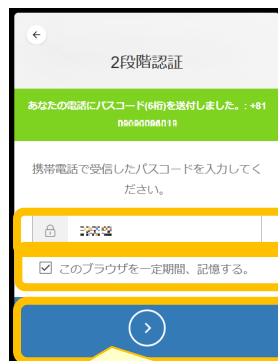 2段階認証
あなたの電話にパスコード(6桁)を送付しました。: +81
携帯電話で受信したパスコードを入力してく
ださい。
このブラウザを一定期間、記憶する。